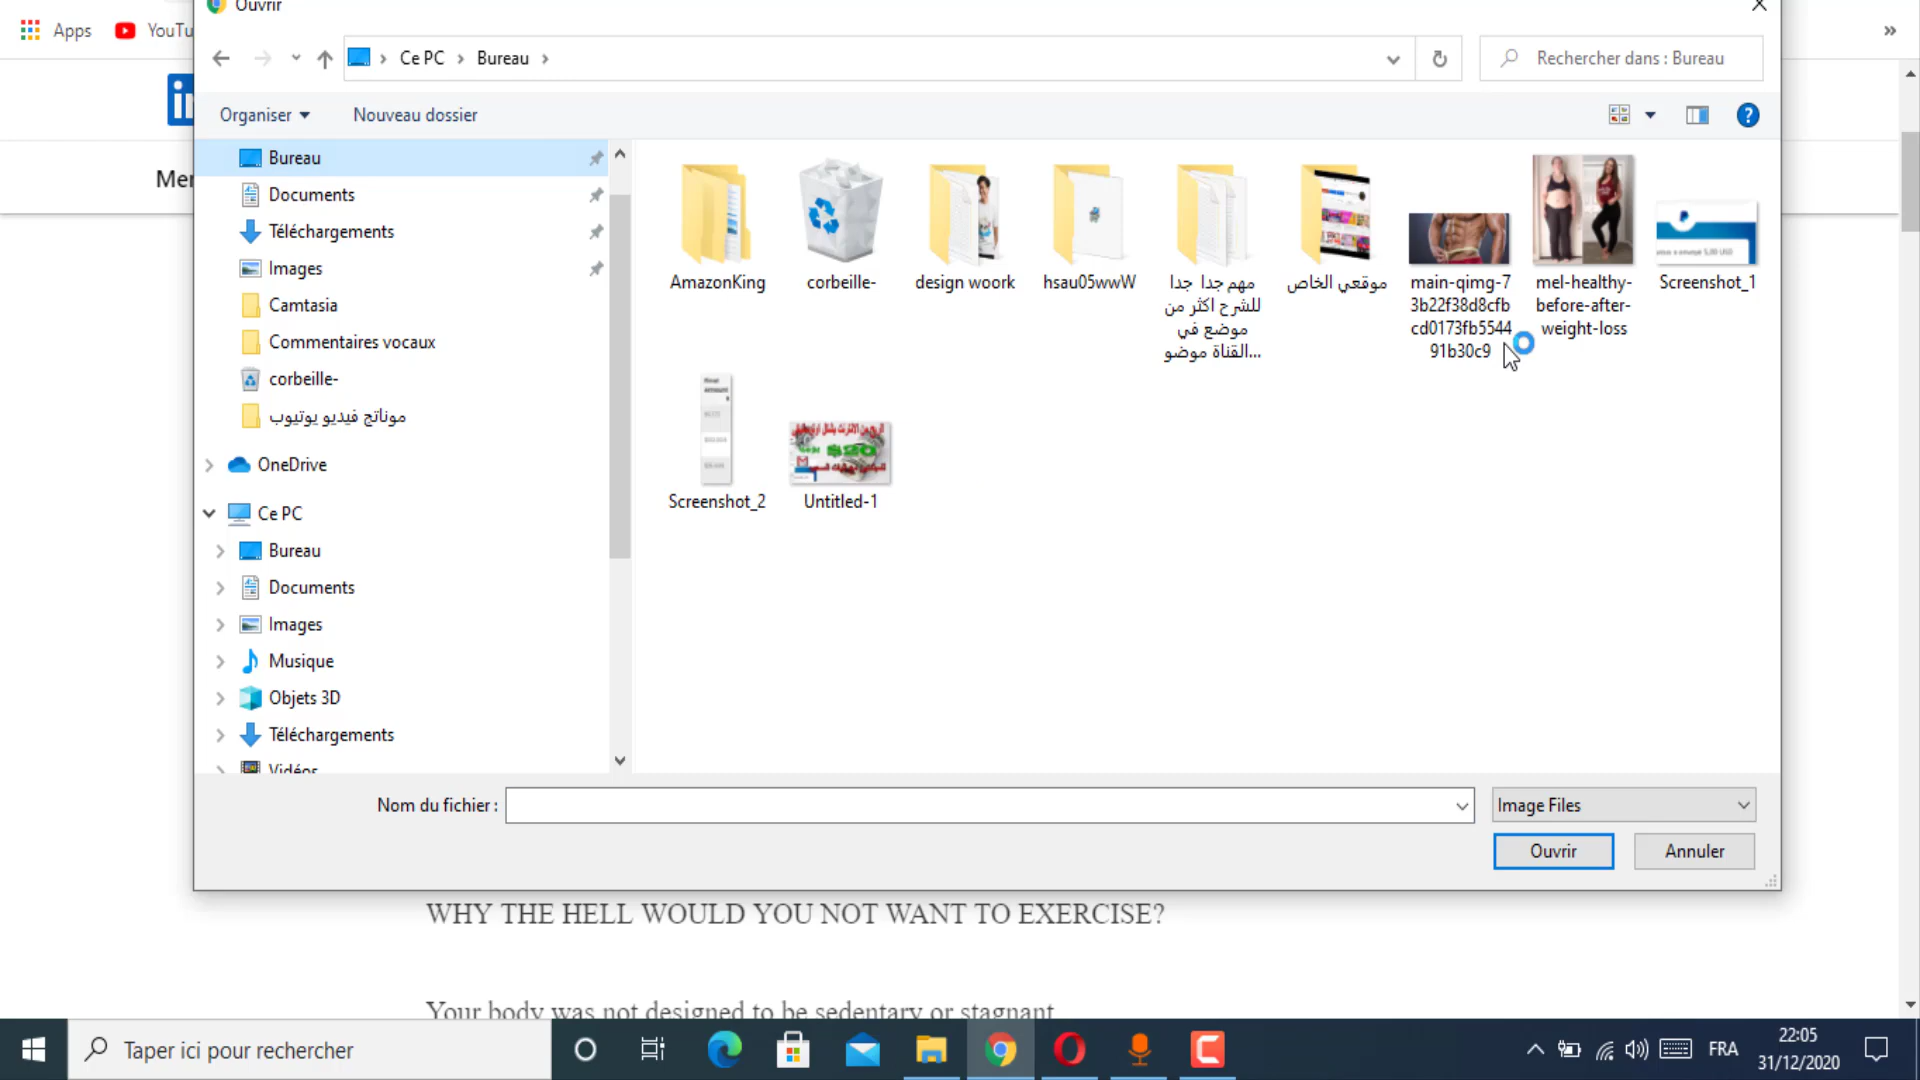 Ouvrir
Apps
YouTu
Ce PC
Bureau
Rechercher dans : Bureau
Organiser
Nouveau dossier
Mer
Bureau
Documents
Téléchargements
Images
Camtasia
Commentaires vocaux
corbeille-
موناتج فيديو يوتيوب
OneDrive
Ce PC
Bureau
Documents
Images
Musique
Objets 3D
Téléchargements
Vidéos
AmazonKing
corbeille-
design woork
hsau05wwW
مهم جدا جدا
للشرح اكثر من
موضع في
القناة موضو...
موقعي الخاص
main-qimg-7
3b22f38d8cfb
cd0173fb5544
91b30c9
mel-healthy-
before-after-
weight-loss
Screenshot_1
Screenshot_2
$20
Untitled-1
Nom du fichier :
Image Files
Ouvrir
Annuler
WHY THE HELL WOULD YOU NOT WANT TO EXERCISE?
Your body was not designed to be sedentary or stagnant
Taper ici pour rechercher
FRA
22:05
31/12/2020